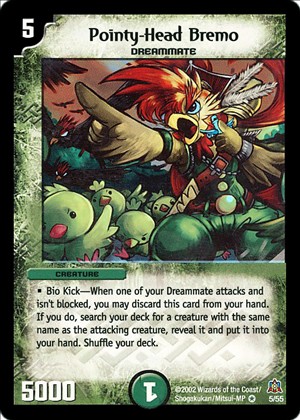 5
Pointy-Head Bremo
DREAMMATE
CREATURE
▪ Bio Kick—When one of your Dreammate attacks and
isn't blocked, you may discard this card from your hand.
If you do, search your deck for a creature with the same
name as the attacking creature, reveal it and put it into
your hand. Shuffle your deck.
5000
1
©2002 Wizards of the Coast/
Shogakukan/Mitsui-MP
5/55